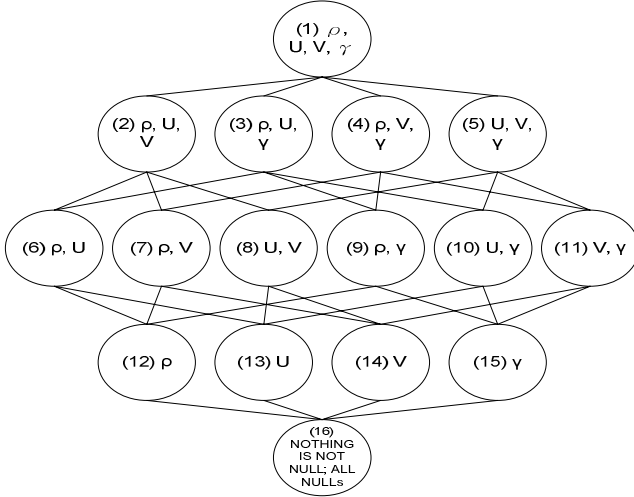 (1) ρ,
U, V, γ
(2) ρ, U,
V
(3) ρ, U,
γ
(4) ρ, V,
γ
(5) U, V,
γ
(6) ρ, U
(7) ρ, V
(8) U, V
(9) ρ, γ
(10) U, γ
(11) V, γ
(12) ρ
(13) U
(14) V
(15) γ
(16)
NOTHING
IS NOT
NULL; ALL
NULLs